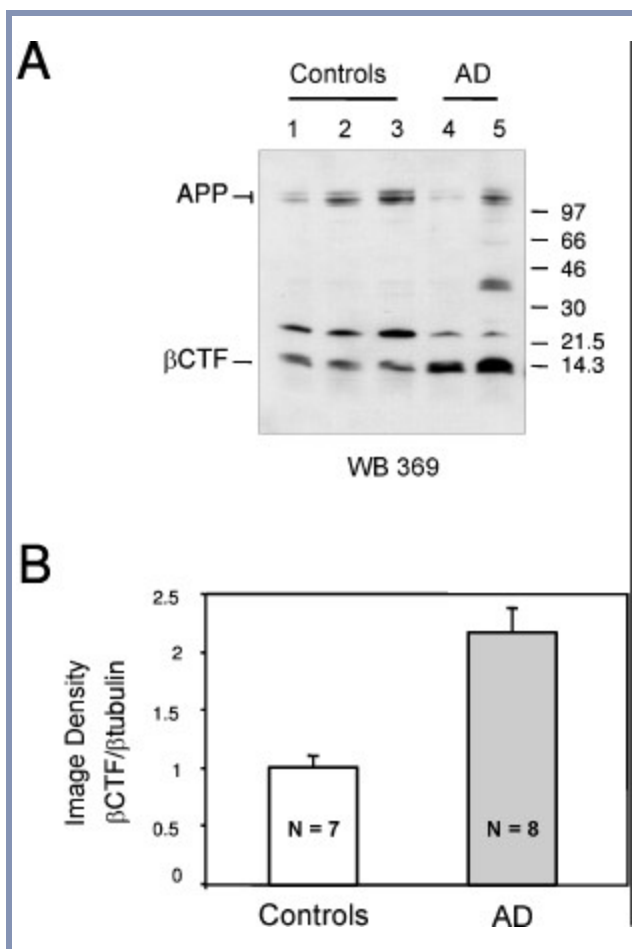 A
Controls AD
1 2 3 4 5
APP
97
66
46
30
21.5
βCTF
14.3
WB 369
B
2.5
2
1.5
1
0.5
0
Image Density
βCTF/βtubulin
N = 7 N = 8
Controls AD